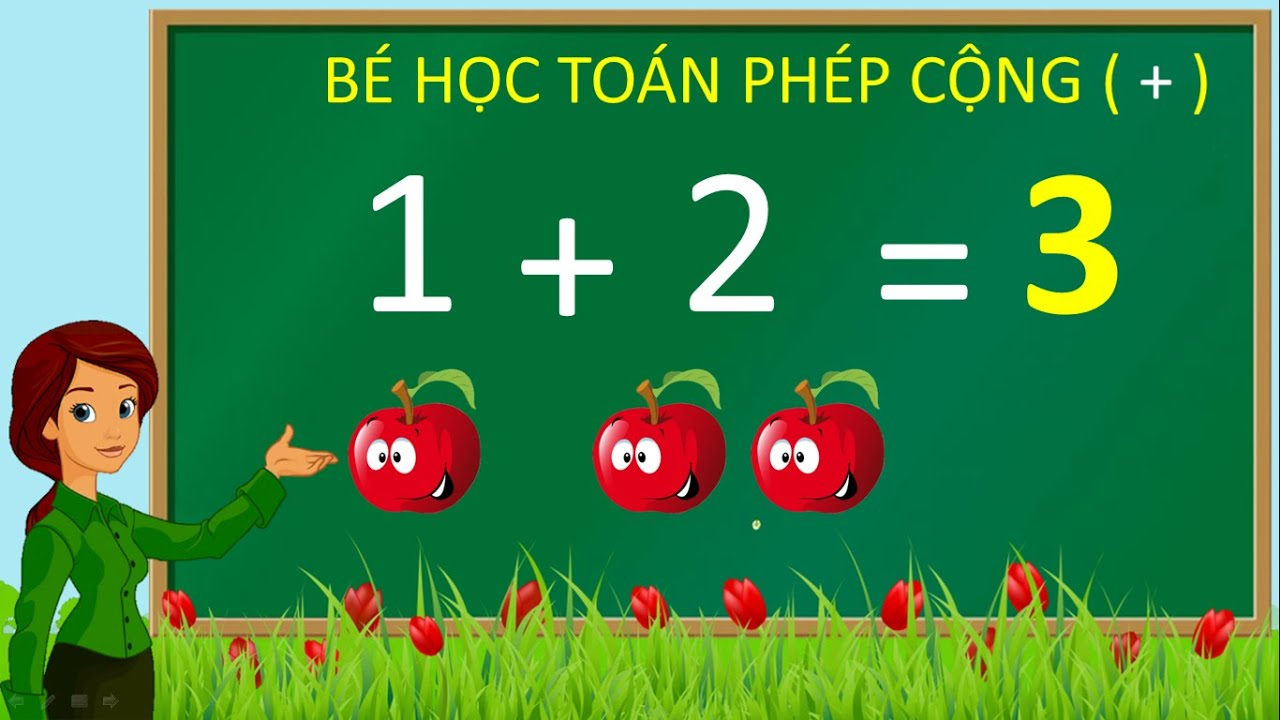 BÉ HỌC TOÁN PHÉP CỘNG ( + )
1 + 2 = 3